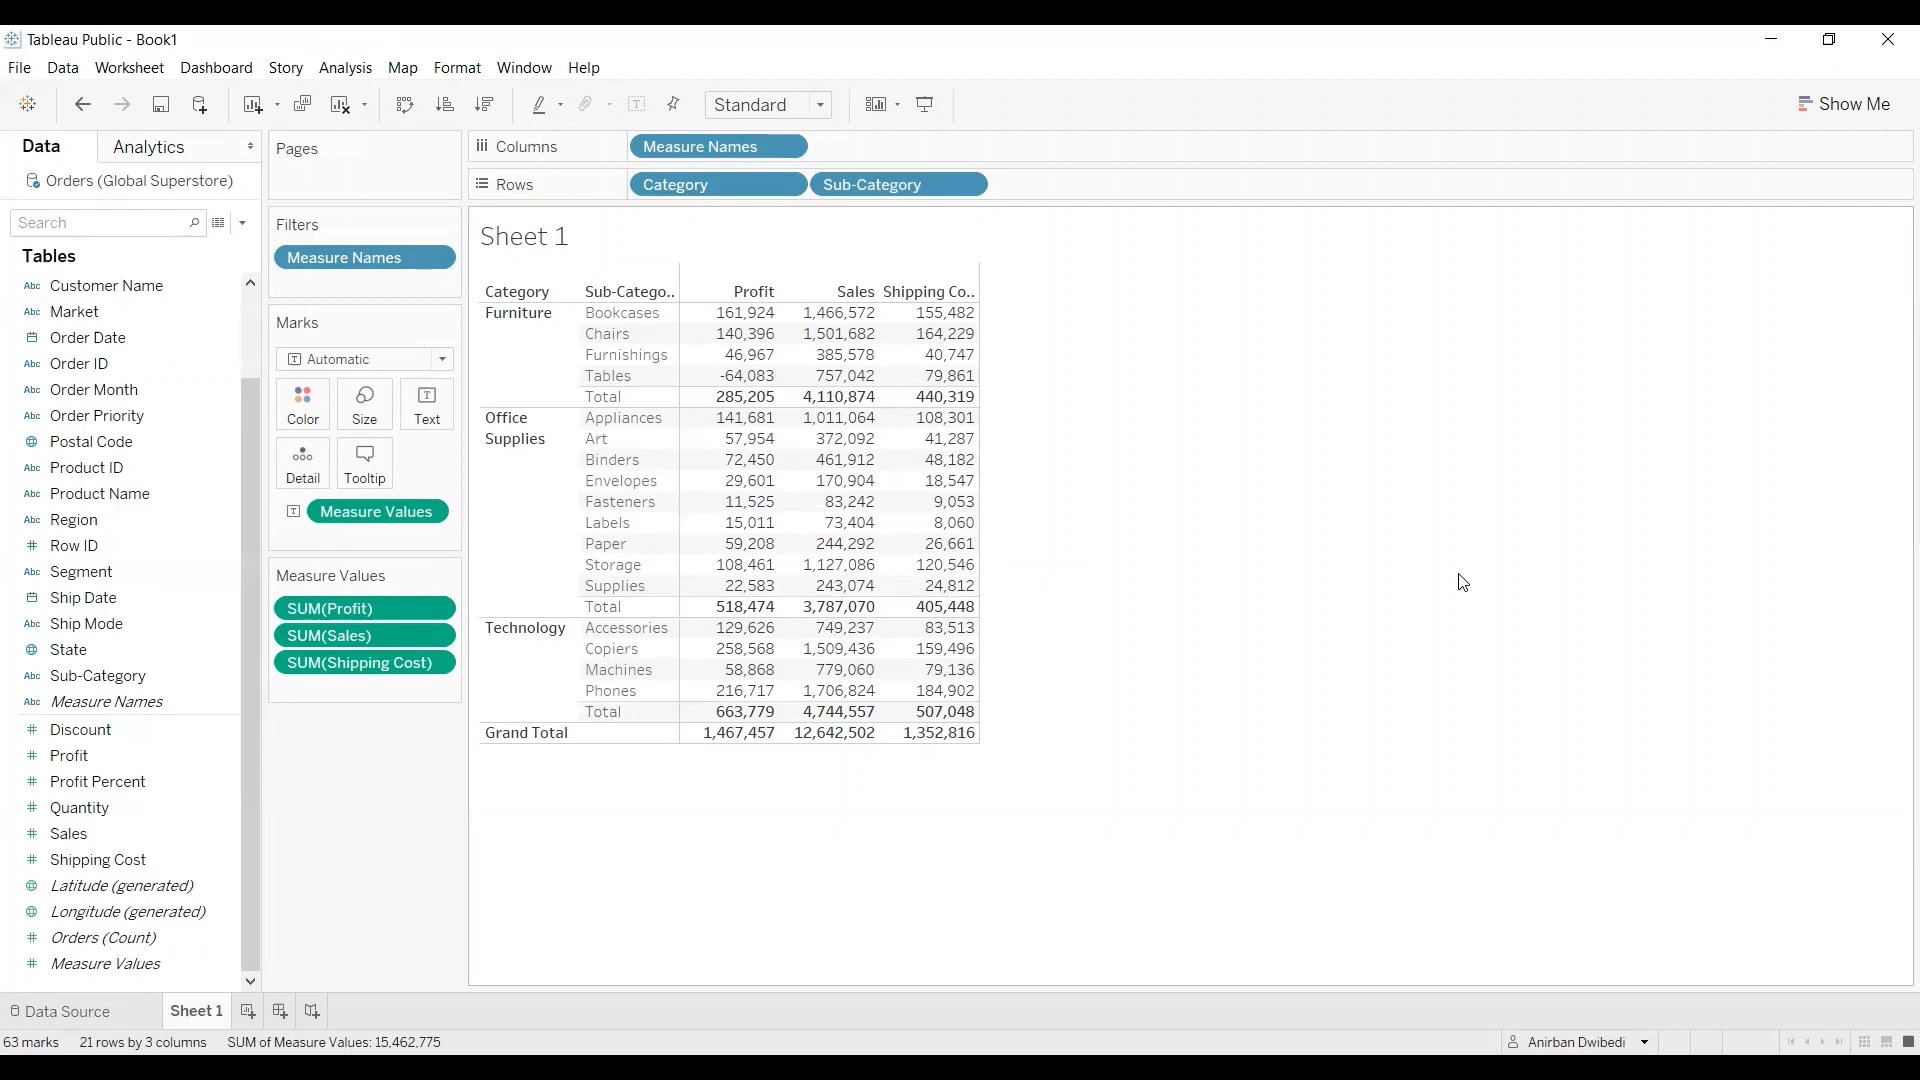 Tableau Public - Book1
File Data Worksheet Dashboard Story Analysis Map Format Window Help
Standard
Show Me
Data Analytics
Orders (Global Superstore)
Search
Tables
Abc Customer Name
Abc Market
Order Date
Abc Order ID
Abc Order Month
Abc Order Priority
Postal Code
Abc Product ID
Abc Product Name
Abc Region
# Row ID
Abc Segment
Ship Date
Abc Ship Mode
State
Abc Sub-Category
Abc Measure Names
# Discount
# Profit
# Profit Percent
# Quantity
# Sales
# Shipping Cost
Latitude (generated)
Longitude (generated)
# Orders (Count)
# Measure Values
Pages
Filters
Measure Names
Marks
T Automatic
Color Size T Text
Detail Tooltip
T Measure Values
Measure Values
SUM(Profit)
SUM(Sales)
SUM(Shipping Cost)
Columns Measure Names
Rows Category Sub-Category
Sheet 1
Category Sub-Catego.. Profit Sales Shipping Co..
Furniture Bookcases 161,924 1,466,572 155,482
Chairs 140,396 1,501,682 164,229
Furnishings 46,967 385,578 40,747
Tables -64,083 757,042 79,861
Total 285,205 4,110,874 440,319
Office Appliances 141,681 1,011,064 108,301
Supplies Art 57,954 372,092 41,287
Binders 72,450 461,912 48,182
Envelopes 29,601 170,904 18,547
Fasteners 11,525 83,242 9,053
Labels 15,011 73,404 8,060
Paper 59,208 244,292 26,661
Storage 108,461 1,127,086 120,546
Supplies 22,583 243,074 24,812
Total 518,474 3,787,070 405,448
Technology Accessories 129,626 749,237 83,513
Copiers 258,568 1,509,436 159,496
Machines 58,868 779,060 79,136
Phones 216,717 1,706,824 184,902
Total 663,779 4,744,557 507,048
Grand Total 1,467,457 12,642,502 1,352,816
Data Source Sheet 1
63 marks 21 rows by 3 columns SUM of Measure Values: 15,462,775
Anirban Dwibedi